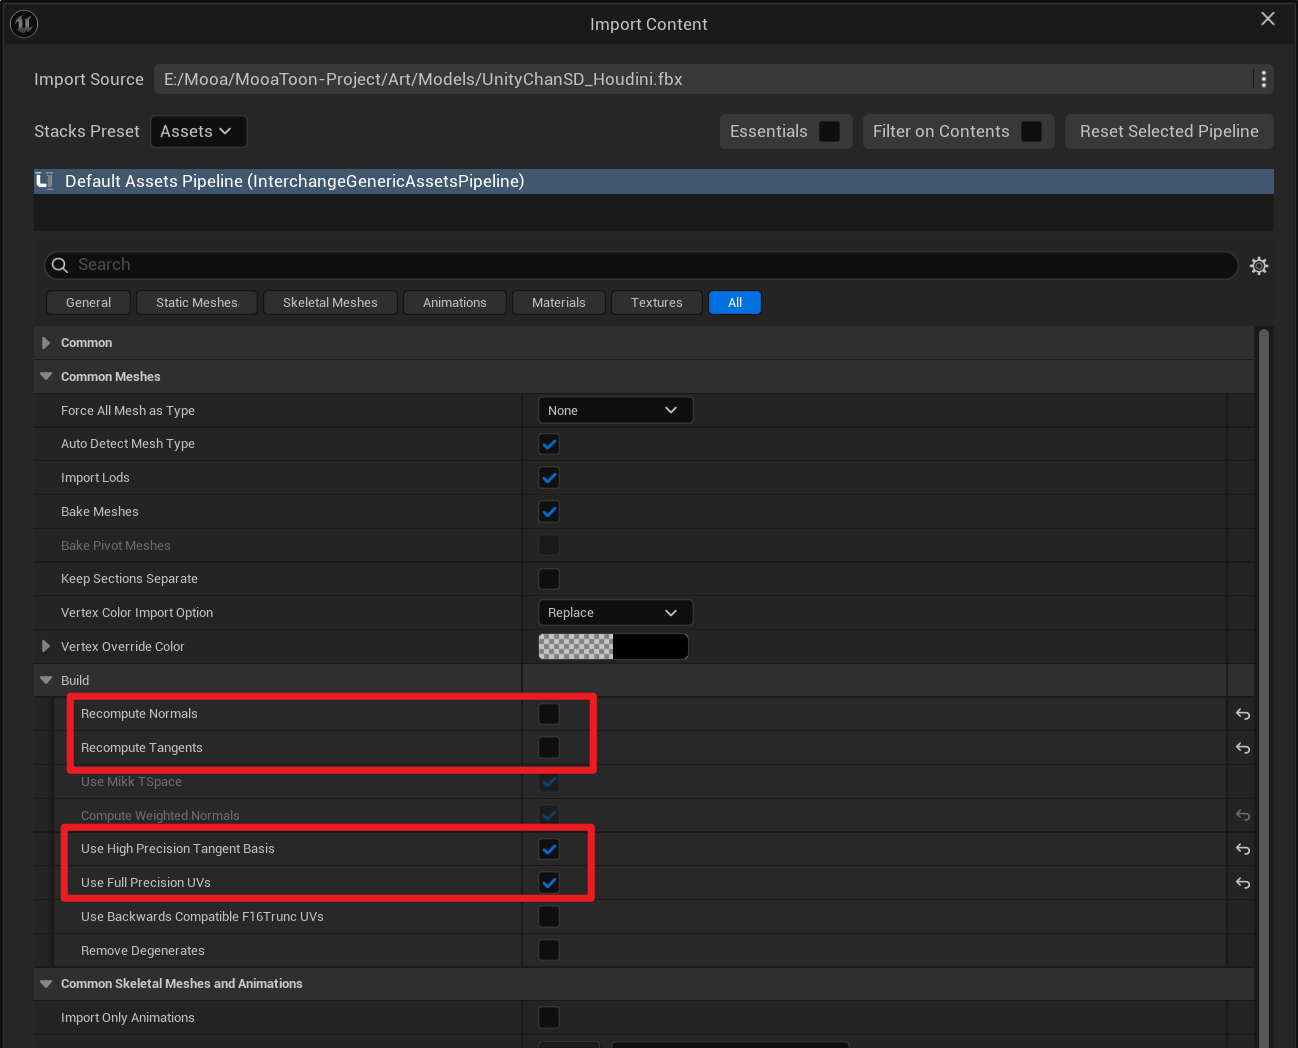 Import Content
Import Source E:/Mooa/MooaToon-Project/Art/Models/UnityChanSD_Houdini.fbx
Stacks Preset Assets Essentials Filter on Contents Reset Selected Pipeline
Default Assets Pipeline (InterchangeGenericAssetsPipeline)
Search
General Static Meshes Skeletal Meshes Animations Materials Textures All
Common
Common Meshes
Force All Mesh as Type None
Auto Detect Mesh Type
Import Lods
Bake Meshes
Bake Pivot Meshes
Keep Sections Separate
Vertex Color Import Option Replace
Vertex Override Color
Build
Recompute Normals
Recompute Tangents
Use Mikk TSpace
Compute Weighted Normals
Use High Precision Tangent Basis
Use Full Precision UVs
Use Backwards Compatible F16Trunc UVs
Remove Degenerates
Common Skeletal Meshes and Animations
Import Only Animations